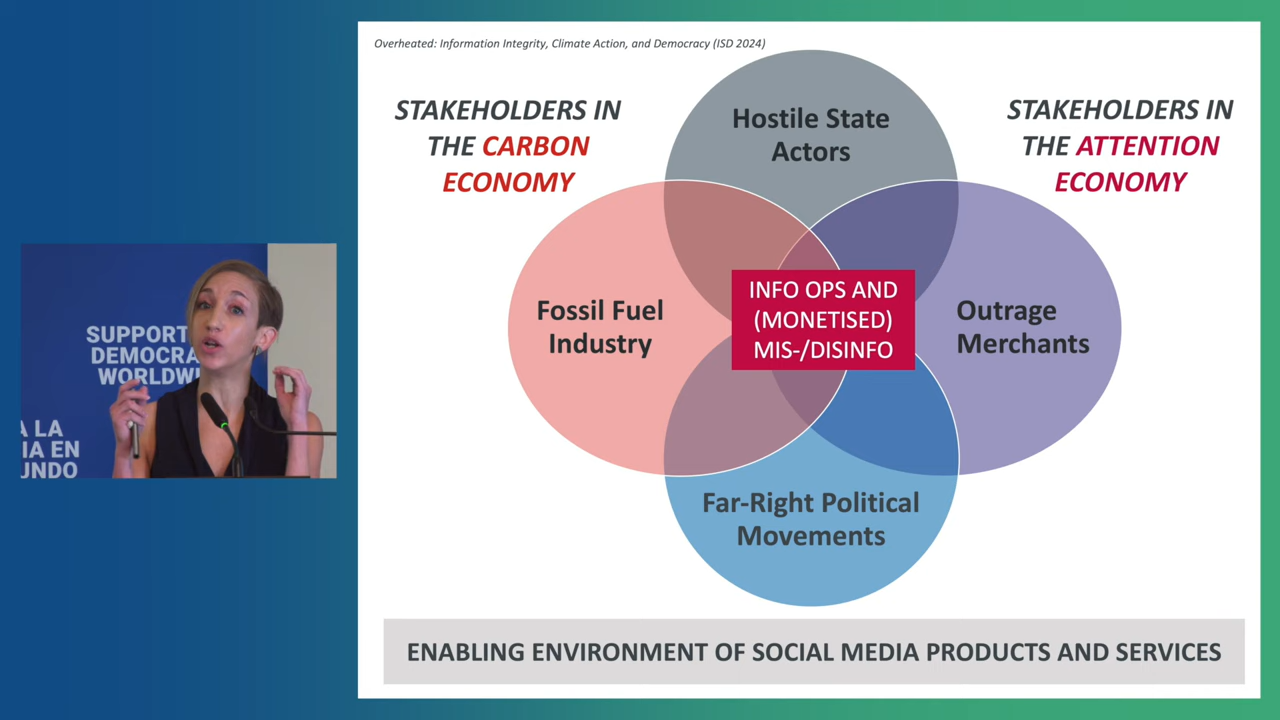 Overheated: Information Integrity, Climate Action, and Democracy (ISD 2024)
STAKEHOLDERS IN
THE CARBON
ECONOMY
STAKEHOLDERS IN
THE ATTENTION
ECONOMY
Hostile State
Actors
Fossil Fuel
Industry
INFO OPS AND
(MONETISED)
MIS-/DISINFO
Outrage
Merchants
Far-Right Political
Movements
ENABLING ENVIRONMENT OF SOCIAL MEDIA PRODUCTS AND SERVICES
SUPPORT
DEMOCRA
WORLDW
A LA
IA EN
UNDO